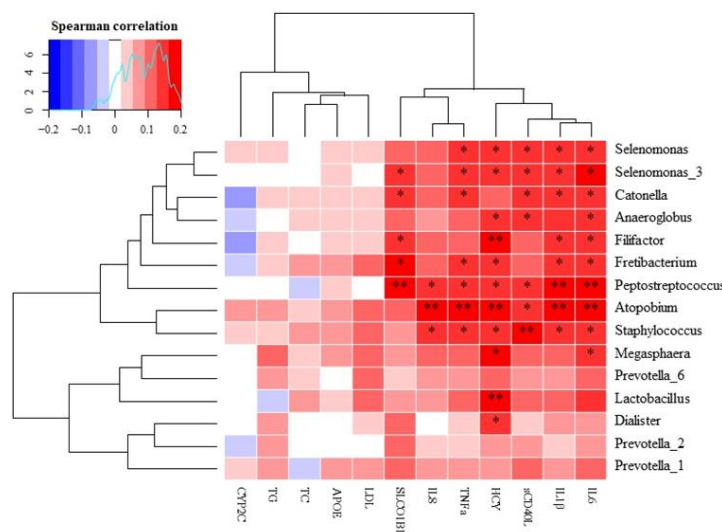 Spearman correlation
0 2 4 6
−0.2 −0.1 0 0.1 0.2
* * * * * Selenomonas
* * * * * * Selenomonas_3
* * * * * Catonella
* * * Anaeroglobus
* ** * * Filifactor
* * * * * Fretibacterium
** * * * * ** ** Peptostreptococcus
** ** ** * ** ** Atopobium
* * * ** * * Staphylococcus
* * Megasphaera
Prevotella_6
** Lactobacillus
* Dialister
Prevotella_2
Prevotella_1
CYP2C
TG
TC
APOE
LDL
SLCO1B1
IL8
TNFa
HCY
sCD40L
IL1β
IL6